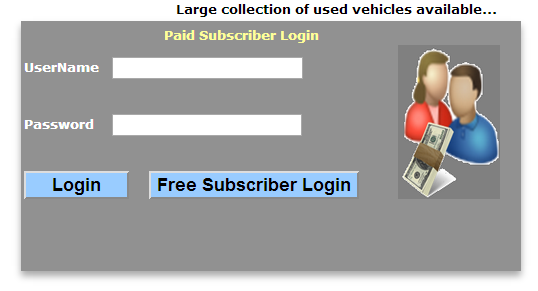 Large collection of used vehicles available...
Paid Subscriber Login
UserName
Password
Login
Free Subscriber Login